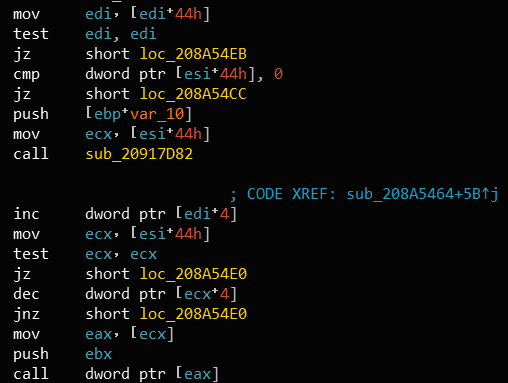 mov edi, [edi+44h]
test edi, edi
jz short loc_208A54EB
cmp dword ptr [esi+44h], 0
jz short loc_208A54CC
push [ebp+var_10]
mov ecx, [esi+44h]
call sub_20917D82
; CODE XREF: sub_208A5464+5B↑j
inc dword ptr [edi+4]
mov ecx, [esi+44h]
test ecx, ecx
jz short loc_208A54E0
dec dword ptr [ecx+4]
jnz short loc_208A54E0
mov eax, [ecx]
push ebx
call dword ptr [eax]